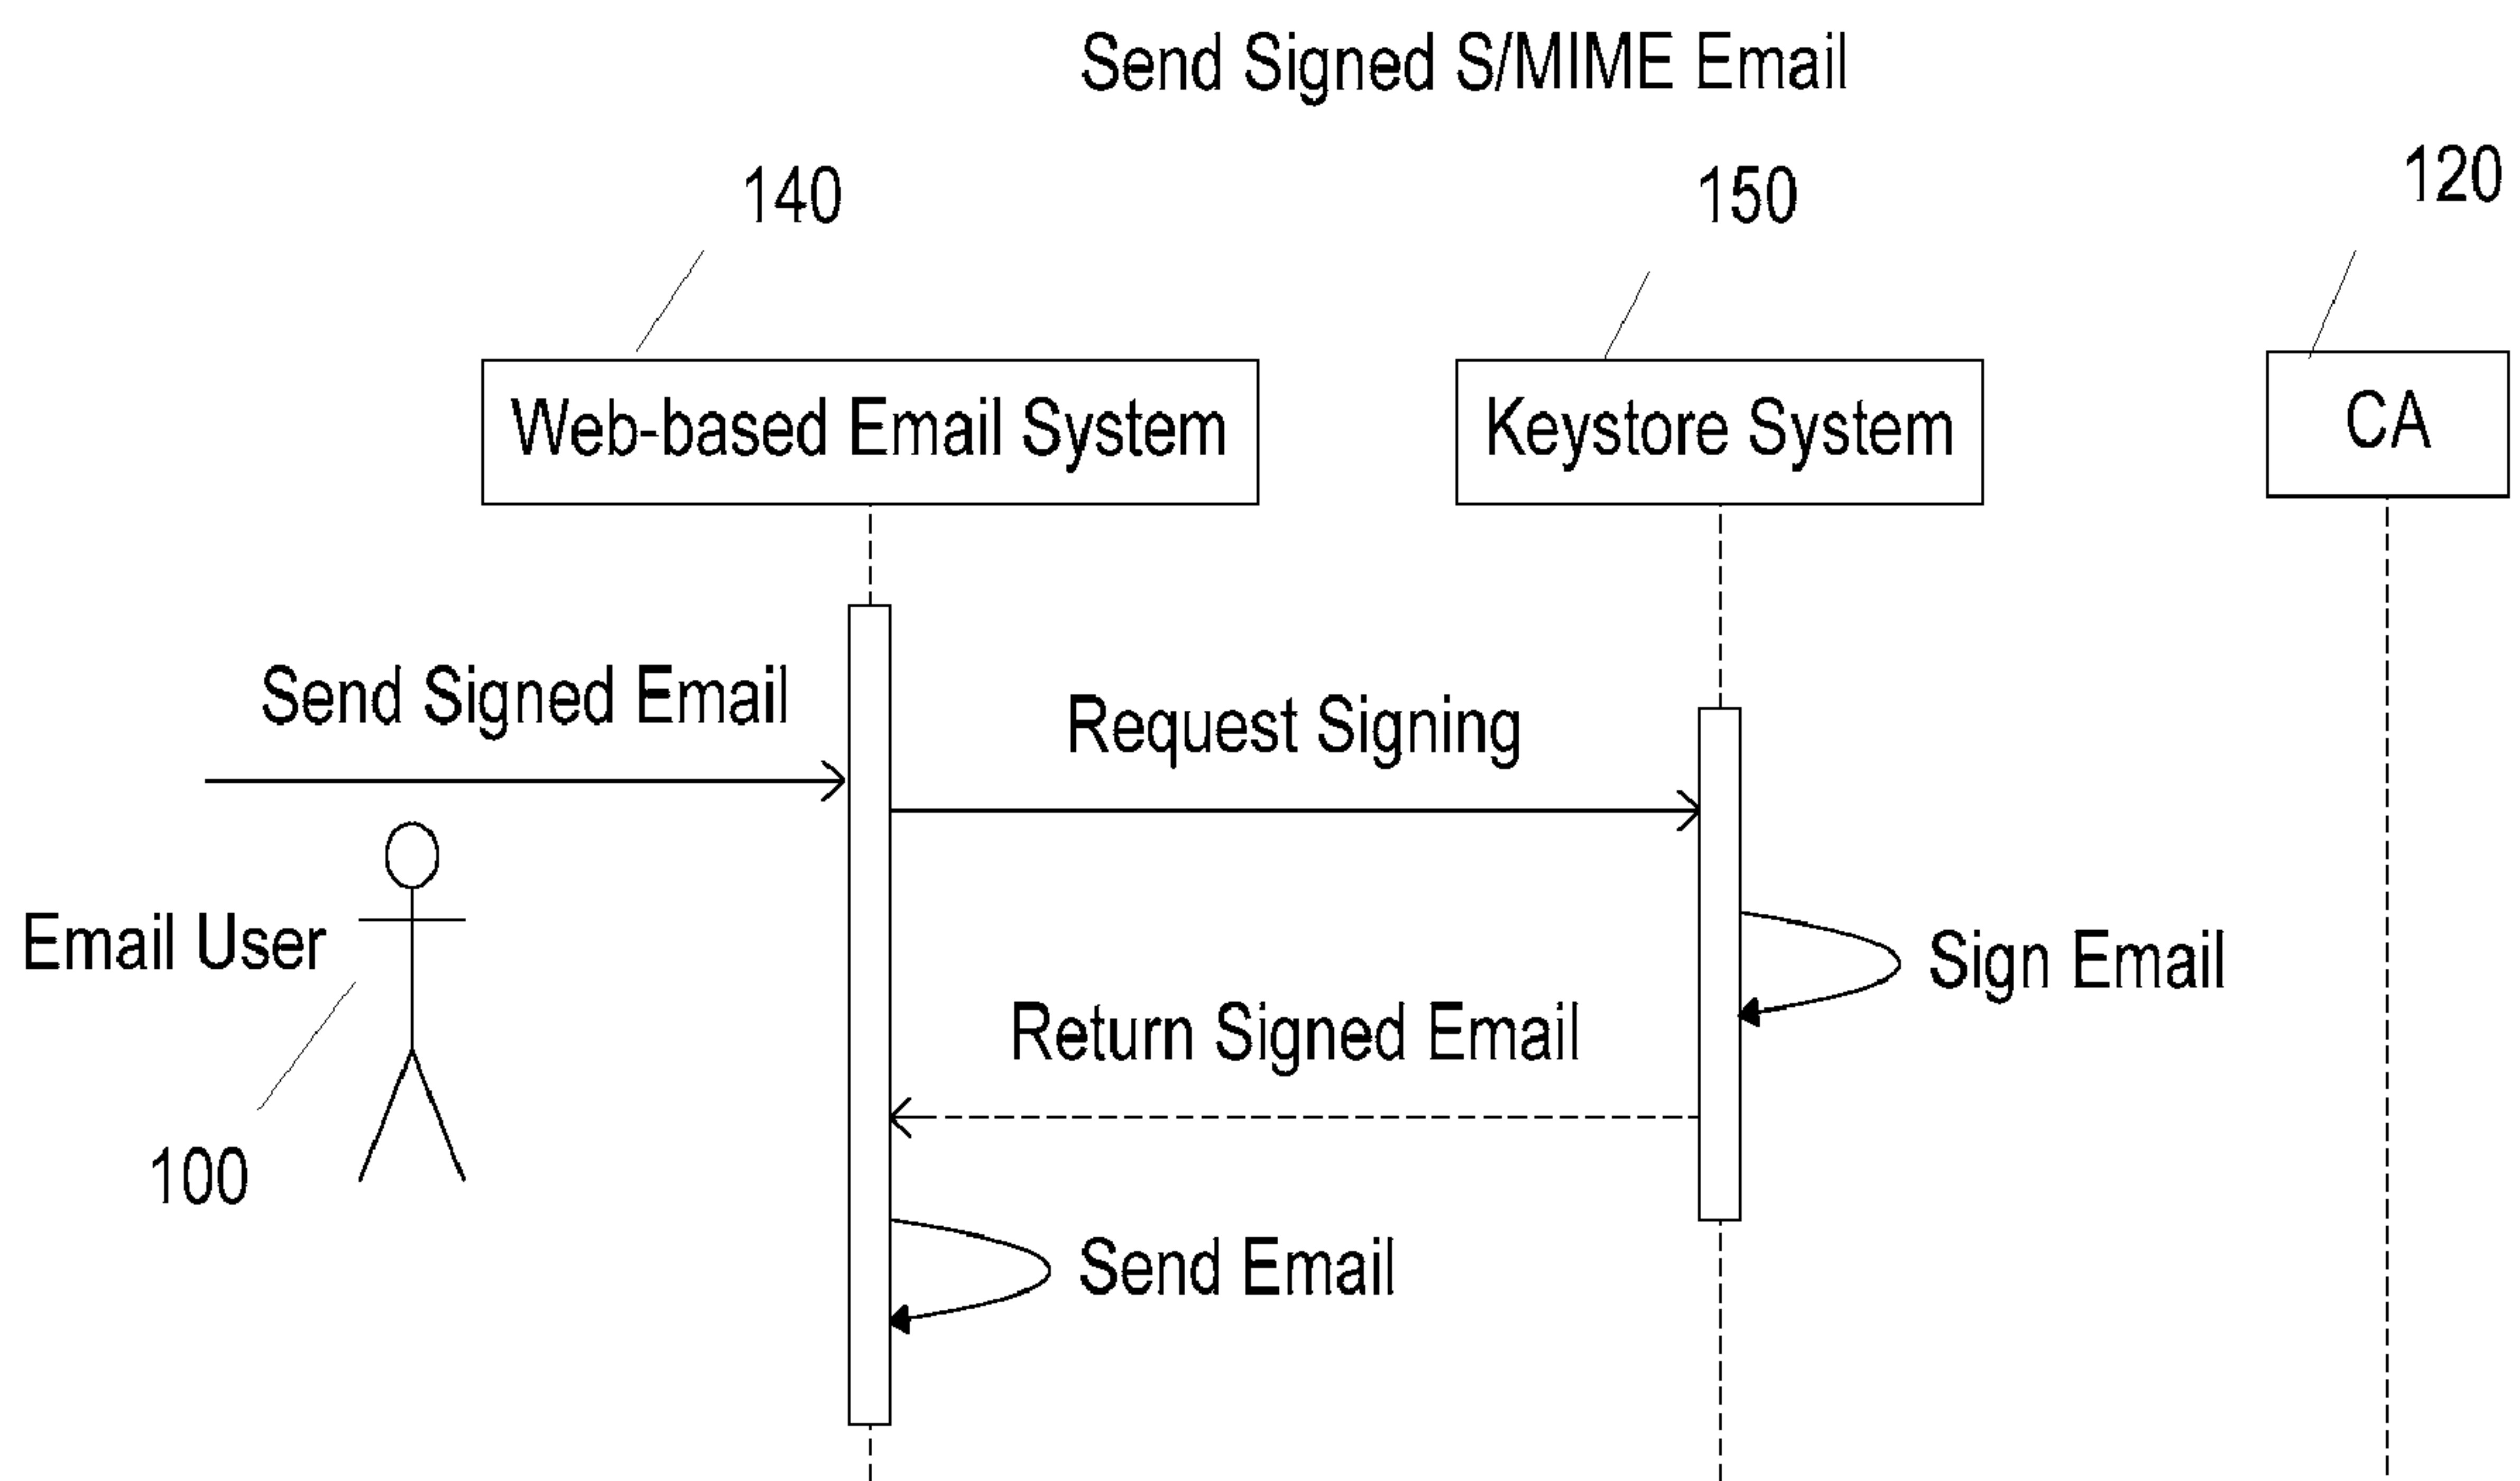 Send Signed S/MIME Email
140
150
120
Web-based Email System
Keystore System
CA
Send Signed Email
Request Signing
Email User
Sign Email
Return Signed Email
100
Send Email